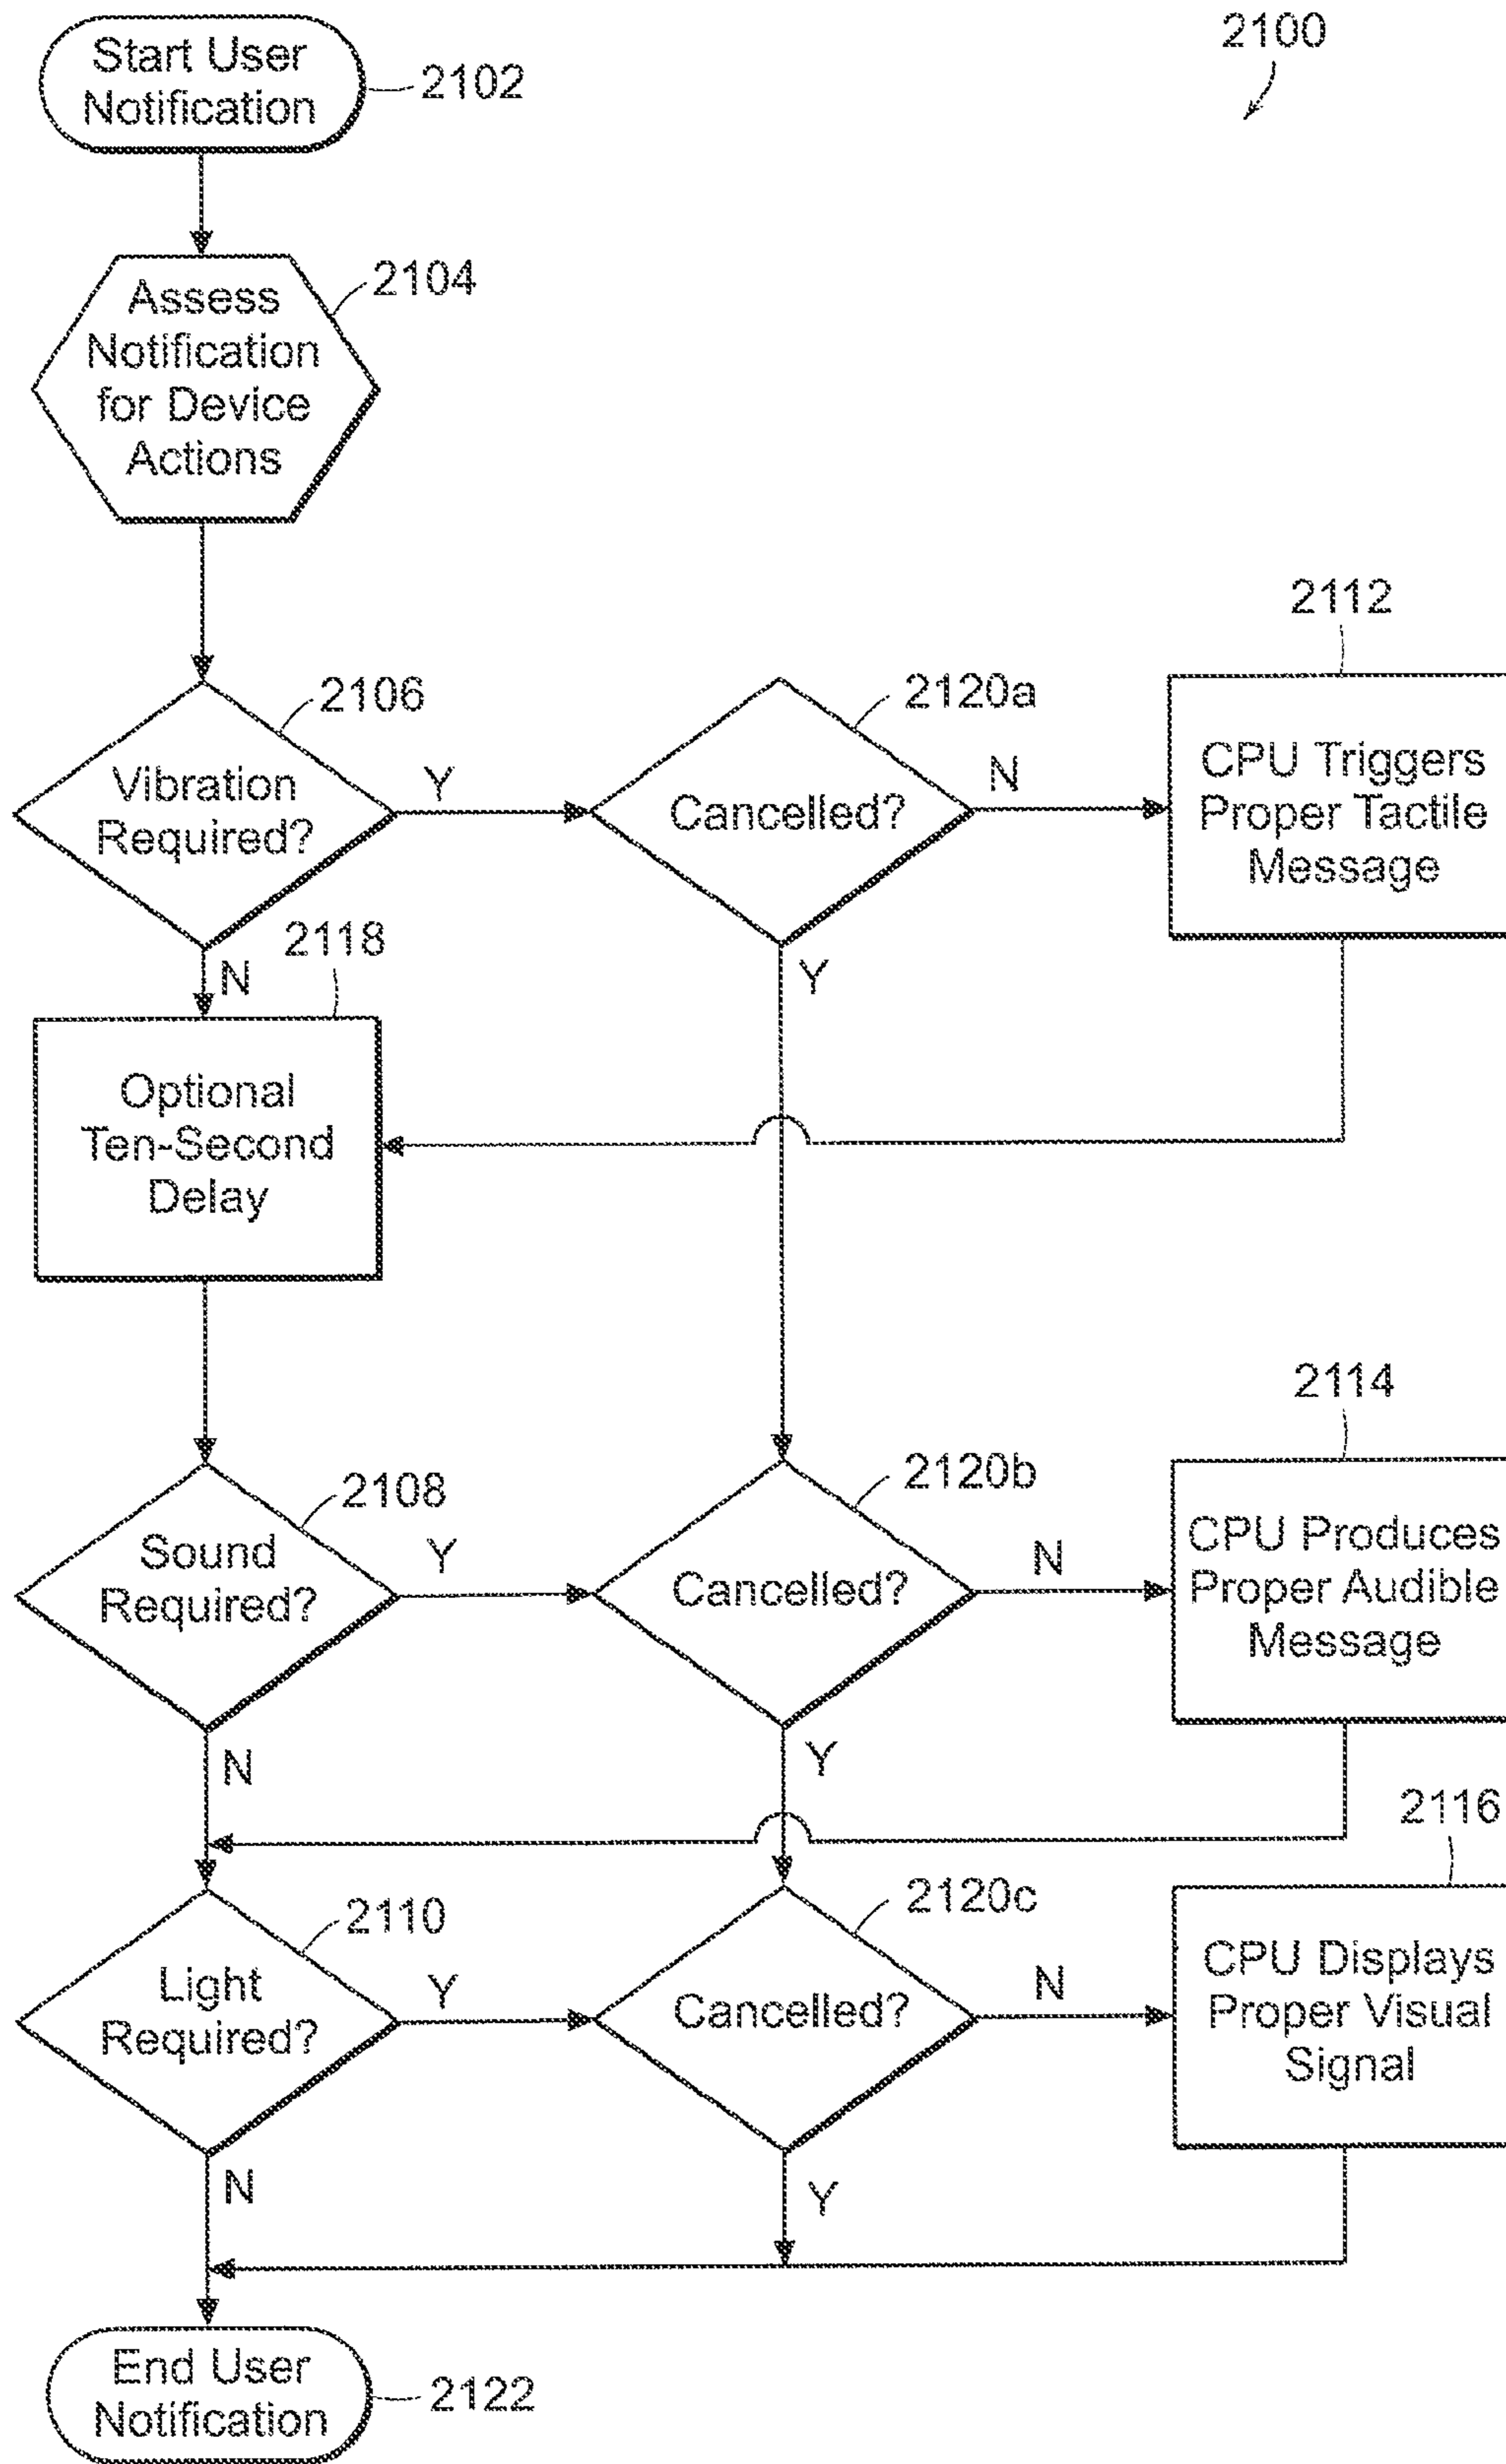 2100
Start User
Notification
2102
Assess
Notification
for Device
Actions
2104
Vibration
Required?
2106
Y
N
Cancelled?
2120a
N
Y
CPU Triggers
Proper Tactile
Message
2112
Optional
Ten-Second
Delay
2118
Sound
Required?
2108
Y
N
Cancelled?
2120b
N
Y
CPU Produces
Proper Audible
Message
2114
Light
Required?
2110
Y
N
Cancelled?
2120c
N
Y
CPU Displays
Proper Visual
Signal
2116
End User
Notification
2122